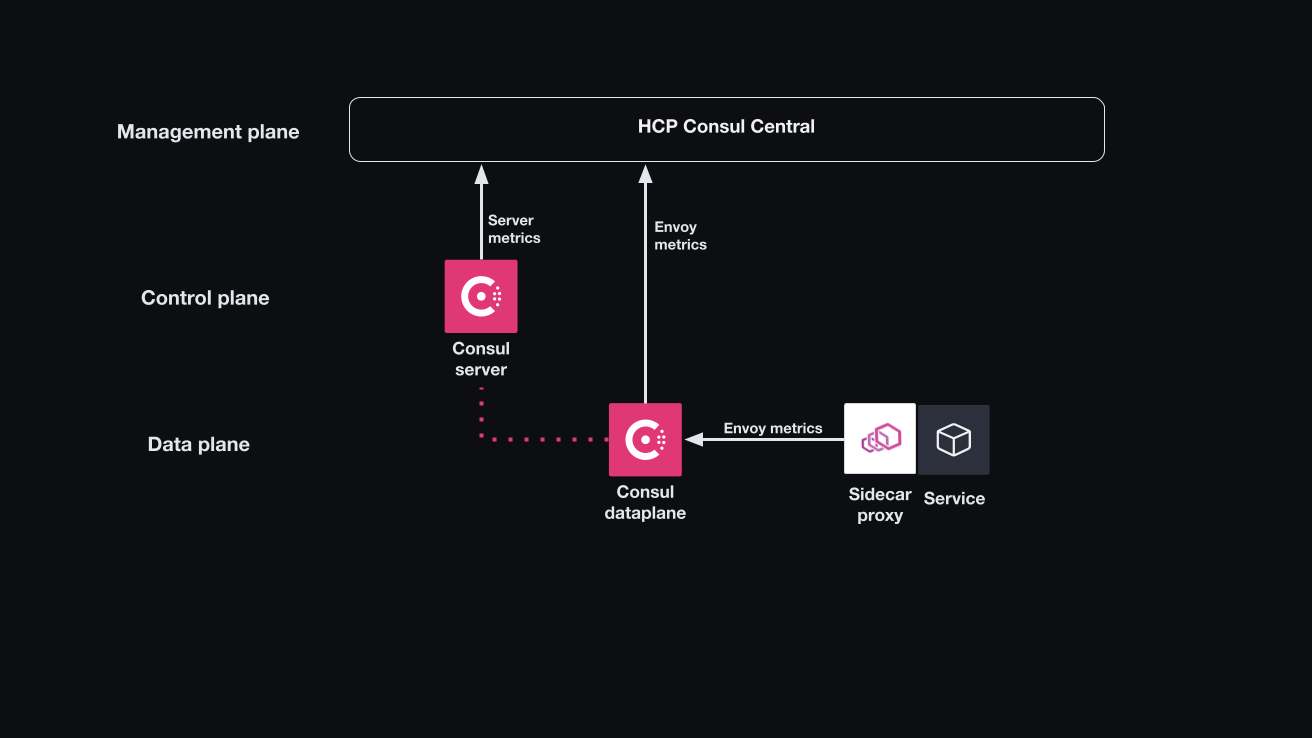 HCP Consul Central
Management plane
Server
metrics
Envoy
metrics
Control plane
Consul
server
Data plane
Envoy metrics
Consul
dataplane
Sidecar
proxy
Service